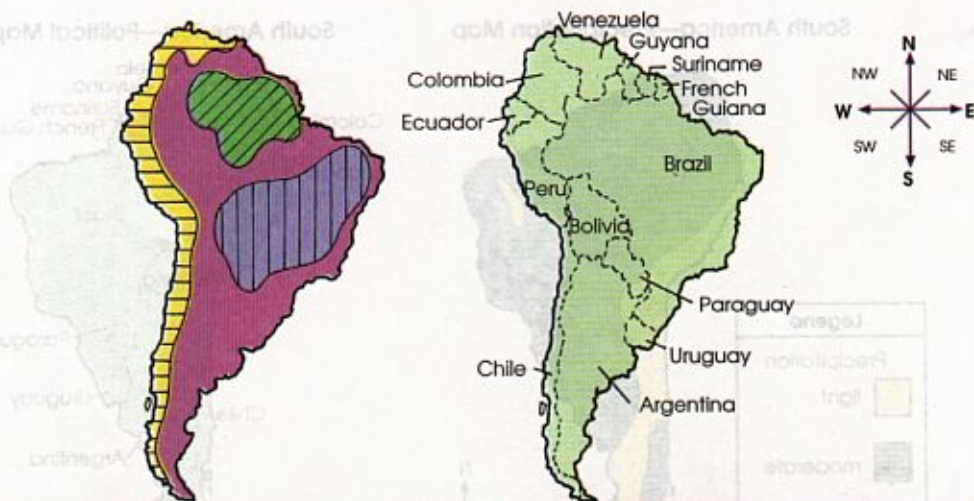 Venezuela
Guyana
Suriname
French
Guiana
Colombia
Ecuador
Brazil
Peru
Bolivia
Paraguay
Uruguay
Chile
Argentina
N
NW
NE
W
E
SW
SE
S